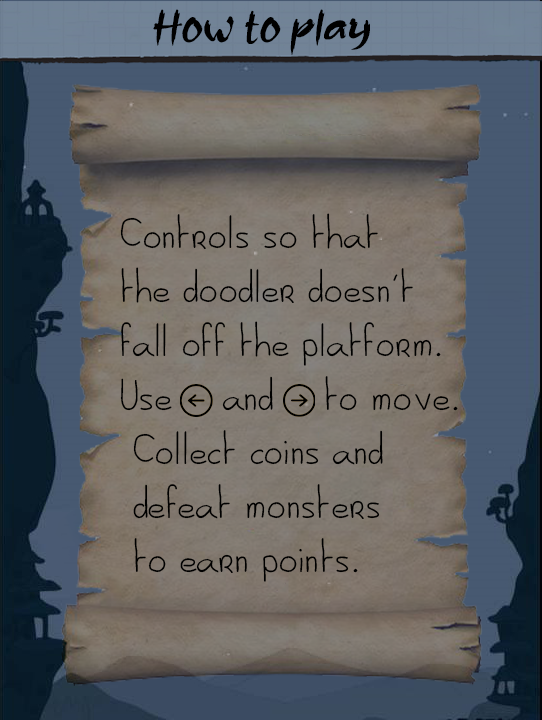 How to play
Controls so that
the doodler doesn't
fall off the platform.
Use ← and → to move.
Collect coins and
defeat monsters
to earn points.